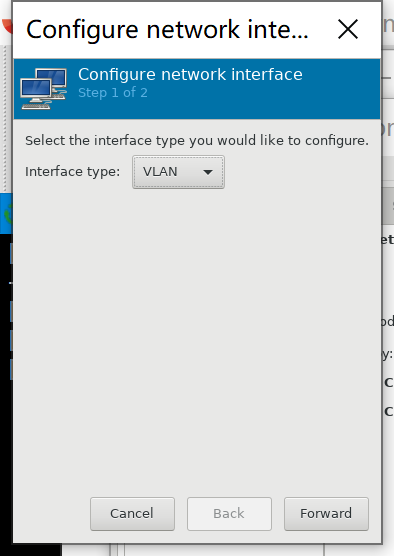 Configure network inte...
Configure network interface
Step 1 of 2
Select the interface type you would like to configure.
Interface type: VLAN
Cancel Back Forward